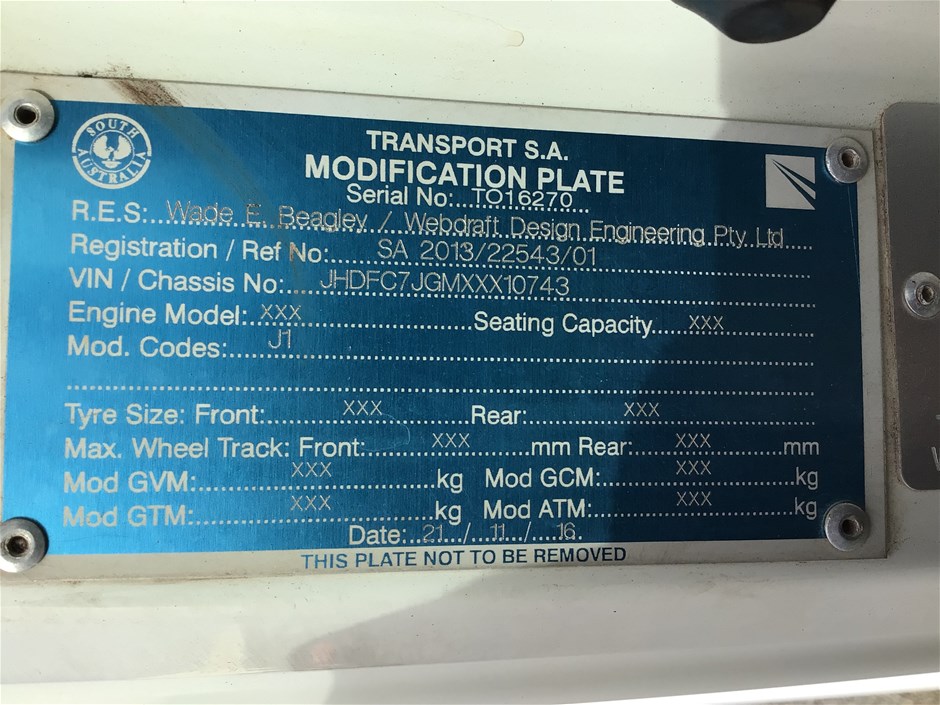 SOUTH AUSTRALIA
TRANSPORT S.A.
MODIFICATION PLATE
Serial No:...TO16270...
R.E.S:..Wade E. Beagley / Webdraft Design Engineering Pty Ltd
Registration / Ref No:.......SA 2013/22543/01
VIN / Chassis No:....JHDFC7JGMXXX10743
Engine Model:.XXX..........Seating Capacity.....XXX
Mod. Codes:......J1
Tyre Size: Front:..........XXX..........Rear:..........XXX
Max. Wheel Track: Front:..........XXX..........mm Rear:......XXX......mm
Mod GVM:..........XXX..........kg Mod GCM:..........XXX..........kg
Mod GTM:..........XXX..........kg Mod ATM:..........XXX..........kg
Date:..21.../...11.../....16.
THIS PLATE NOT TO BE REMOVED